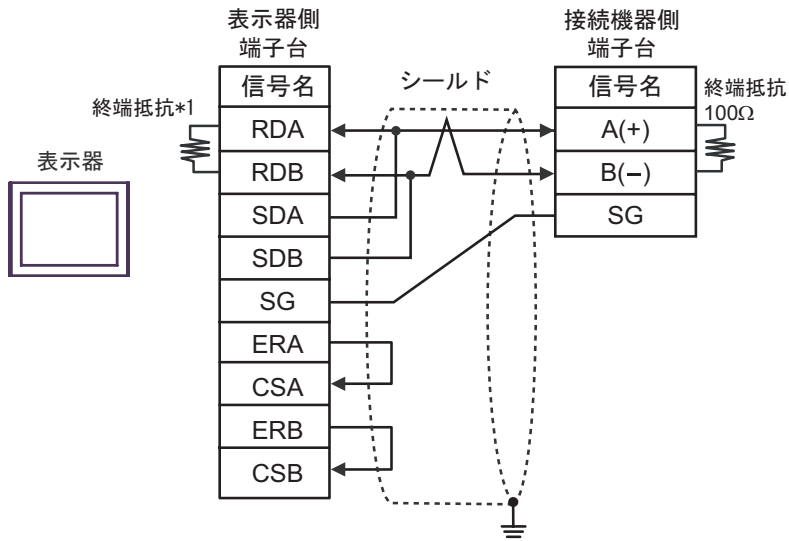 表示器側
端子台
接続機器側
端子台
終端抵抗*1
表示器
信号名
RDA
RDB
SDA
SDB
SG
ERA
CSA
ERB
CSB
シールド
信号名
A(+)
B(−)
SG
終端抵抗
100Ω